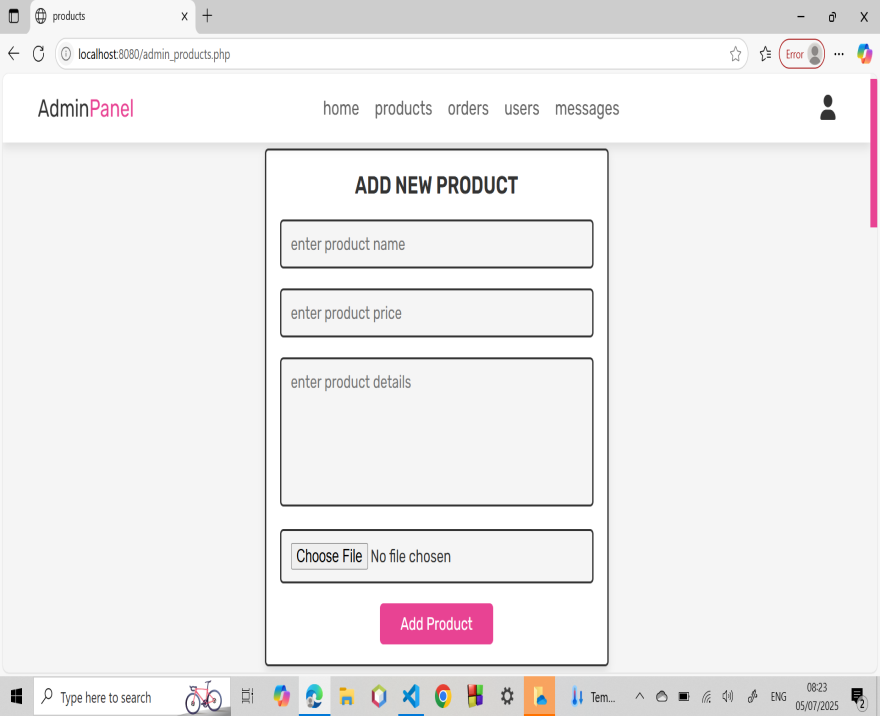 products
localhost:8080/admin_products.php
Error
AdminPanel
home products orders users messages
ADD NEW PRODUCT
enter product name
enter product price
enter product details
Choose File No file chosen
Add Product
Type here to search
Tem...
ENG
08:23
05/07/2025
2